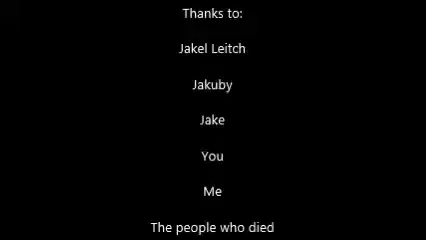 Thanks to:
Jakel Leitch
Jakuby
Jake
You
Me
The people who died